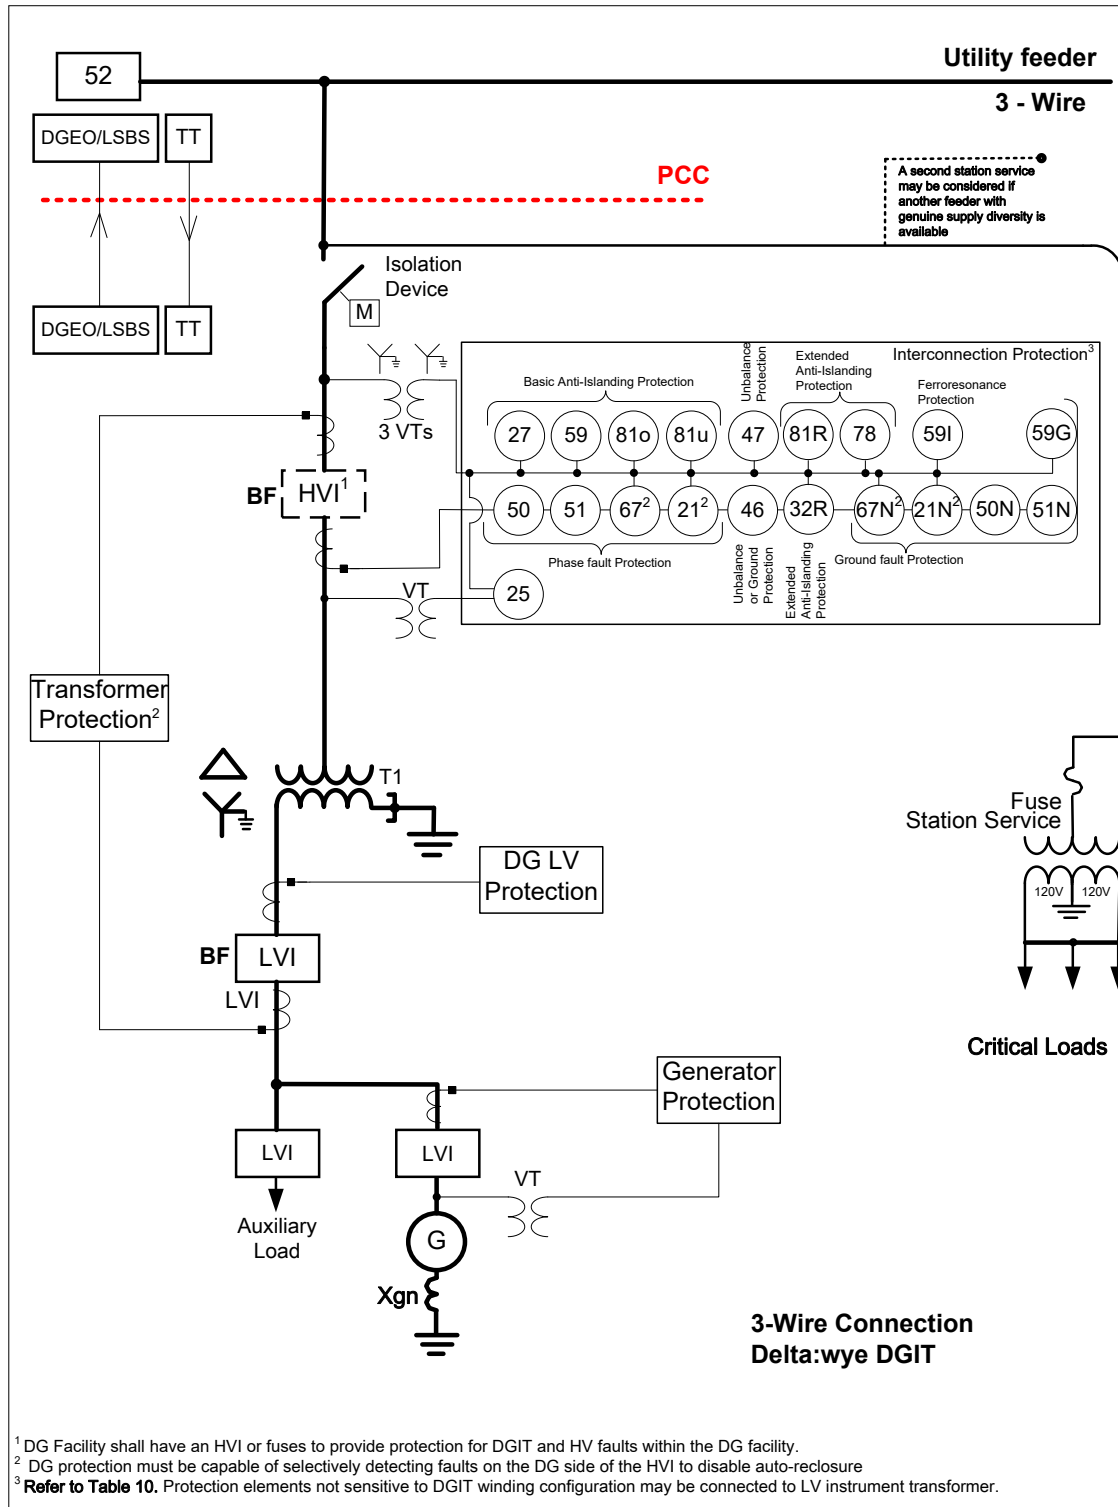 52
Utility feeder
3 - Wire
DGEO/LSBS
TT
PCC
A second station service
may be considered if
another feeder with
genuine supply diversity is
available
Isolation
Device
M
DGEO/LSBS
TT
Interconnection Protection3
Basic Anti-Islanding Protection
Unbalance
Protection
Extended
Anti-Islanding
Protection
Ferroresonance
Protection
3 VTs
27
59
81o
81u
47
81R
78
59I
59G
BF
HVI1
50
51
67²
21²
46
32R
67N²
21N²
50N
51N
Phase fault Protection
Unbalance
or Ground
Protection
Extended
Anti-Islanding
Protection
Ground fault Protection
VT
25
Transformer
Protection²
T1
Fuse
Station Service
120V
120V
DG LV
Protection
BF
LVI
LVI
Critical Loads
Generator
Protection
LVI
LVI
VT
Auxiliary
Load
G
Xgn
3-Wire Connection
Delta:wye DGIT
1 DG Facility shall have an HVI or fuses to provide protection for DGIT and HV faults within the DG facility.
2 DG protection must be capable of selectively detecting faults on the DG side of the HVI to disable auto-reclosure
3 Refer to Table 10. Protection elements not sensitive to DGIT winding configuration may be connected to LV instrument transformer.